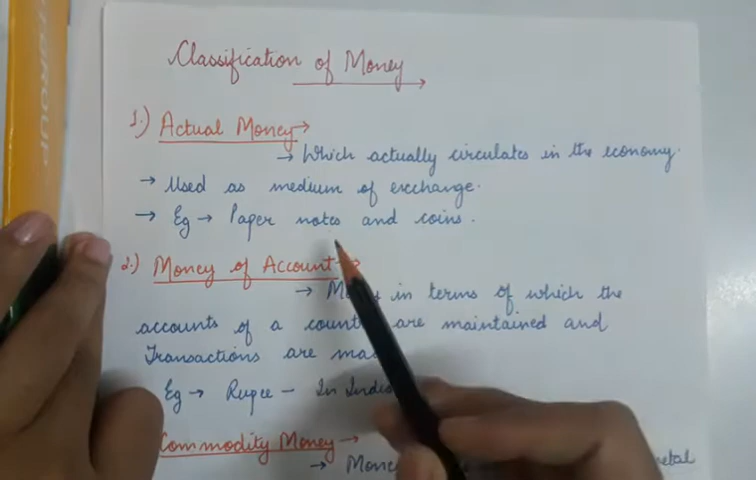 GROUP
Classification of Money
1.) Actual Money →
→ Which actually circulates in the economy.
→ Used as medium of exchange.
→ Eg → Paper notes and coins.
2.) Money of Account →
→ in terms of which the
accounts of a are maintained and
Transactions are
Eg → Rupee – In
Commodity Money →
→